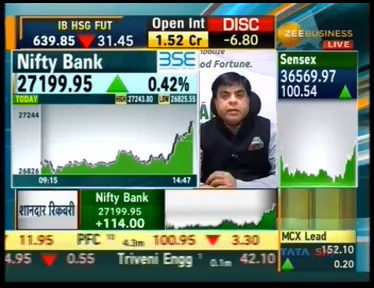 IB HSG FUT
639.85 31.45
Open Int
1.52 Cr
DISC
-6.80
ZEE BUSINESS
LIVE
Nifty Bank
BSE
27199.95 0.42%
TODAY
HIGH 27243.80 LOW 26825.55
27244
26826
09:15 14:47
od Fortune.
Sensex
36569.97
100.54
शानदार रिकवरी
Nifty Bank
27199.95
+114.00
11.95 PFC 4.3m 100.95 3.30
MCX Lead
152.10
0.20
4.95 0.55 Triveni Engg 0.1m 42.10
TATA